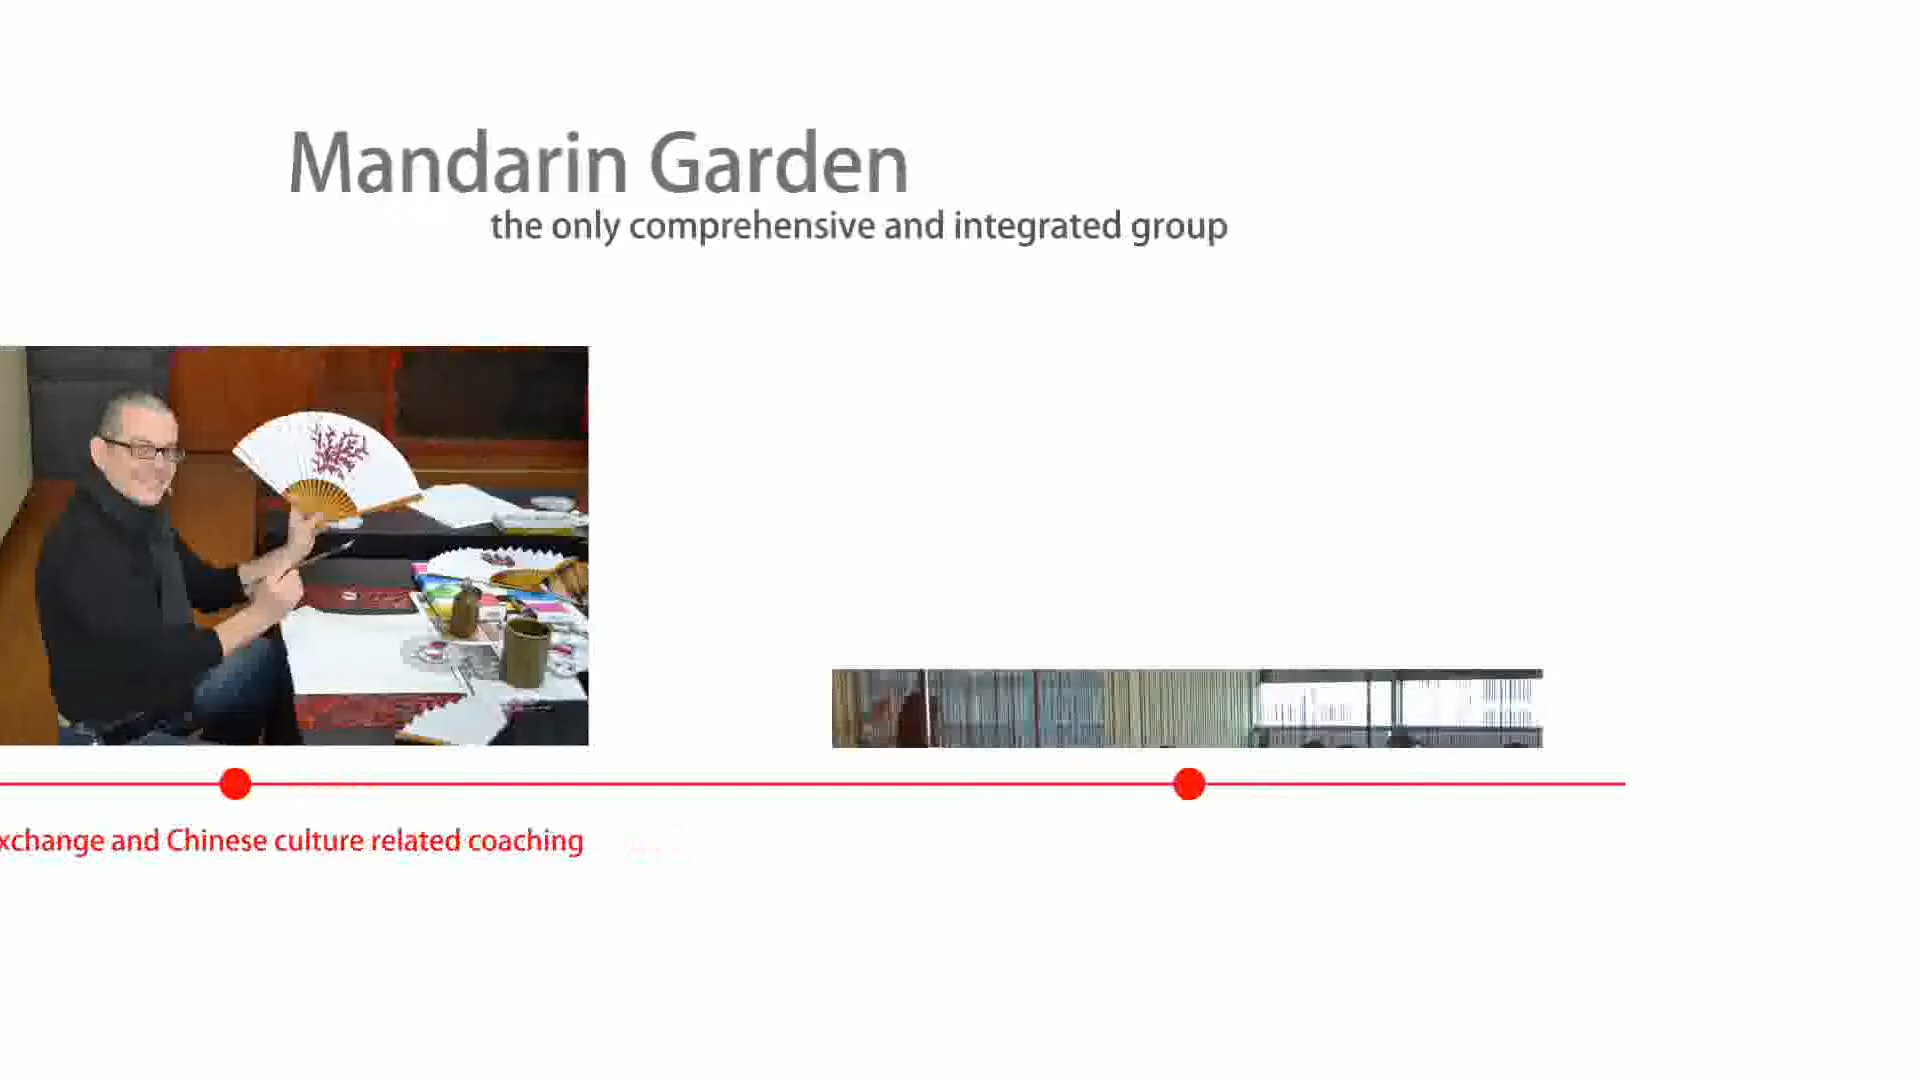 Mandarin Garden
the only comprehensive and integrated group
xchange and Chinese culture related coaching